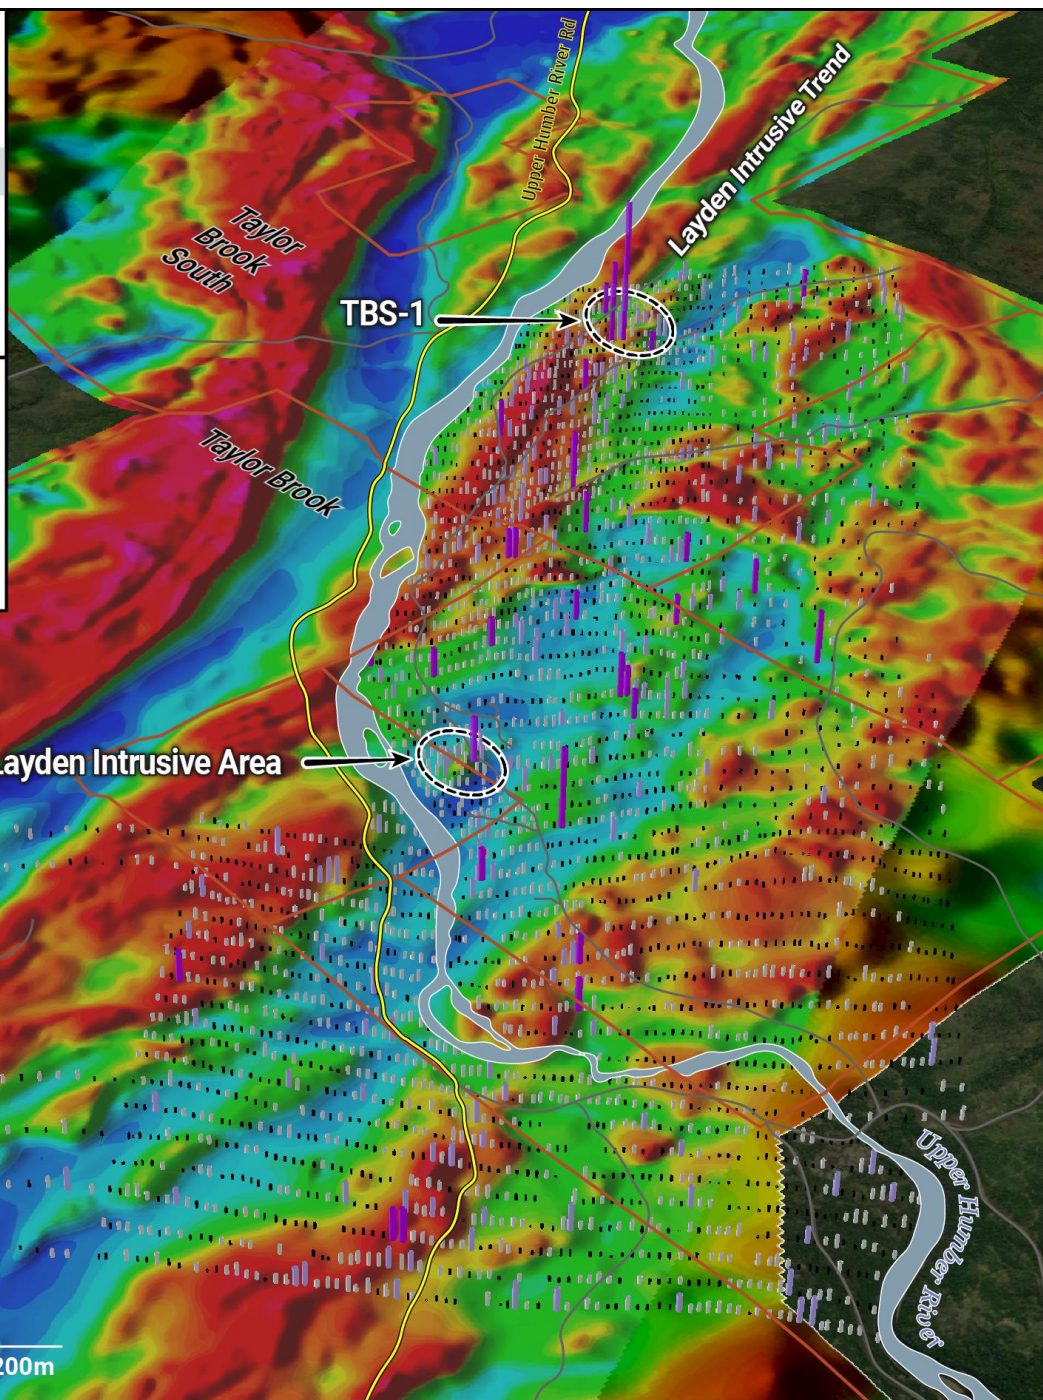 Upper Humber River Rd
Layden Intrusive Trend
Taylor
Brook
South
TBS-1
Taylor Brook
Layden Intrusive Area
Upper Humber River
200m